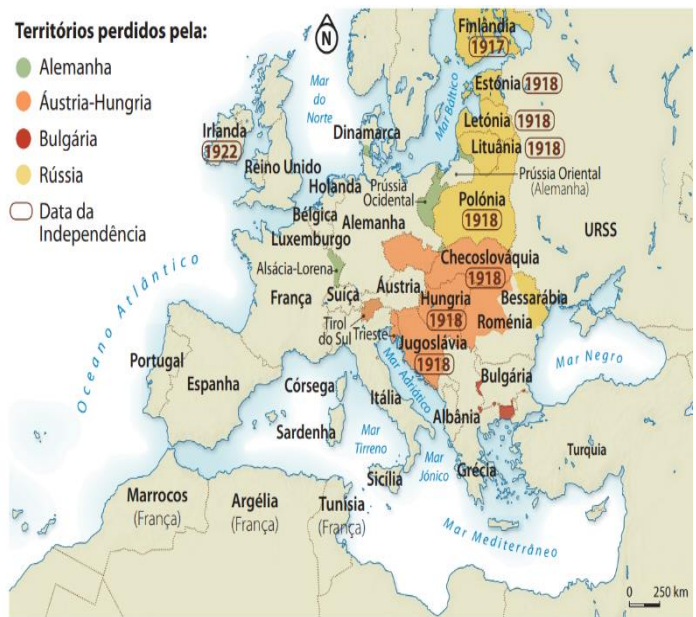 Territórios perdidos pela:
Alemanha
Áustria-Hungria
Bulgária
Rússia
Data da
Independência
N
Finlândia
1917
Mar
do
Norte
Mar Báltico
Estónia 1918
Letónia 1918
Lituânia 1918
Irlanda
1922
Dinamarca
Reino Unido
Holanda
Prússia
Ocidental
Prússia Oriental
(Alemanha)
Polónia
1918
Bélgica
Alemanha
Luxemburgo
URSS
Checoslováquia
1918
Alsácia-Lorena
Oceano Atlântico
França
Suíça
Áustria
Hungria
1918
Bessarábia
Roménia
Tirol
do Sul
Trieste
Jugoslávia
1918
Mar Negro
Portugal
Espanha
Córsega
Itália
Mar Adriático
Bulgária
Albânia
Sardenha
Mar
Tirreno
Mar
Jónico
Grécia
Turquia
Sicília
Marrocos
(França)
Argélia
(França)
Tunísia
(França)
Mar Mediterrâneo
0 250 km